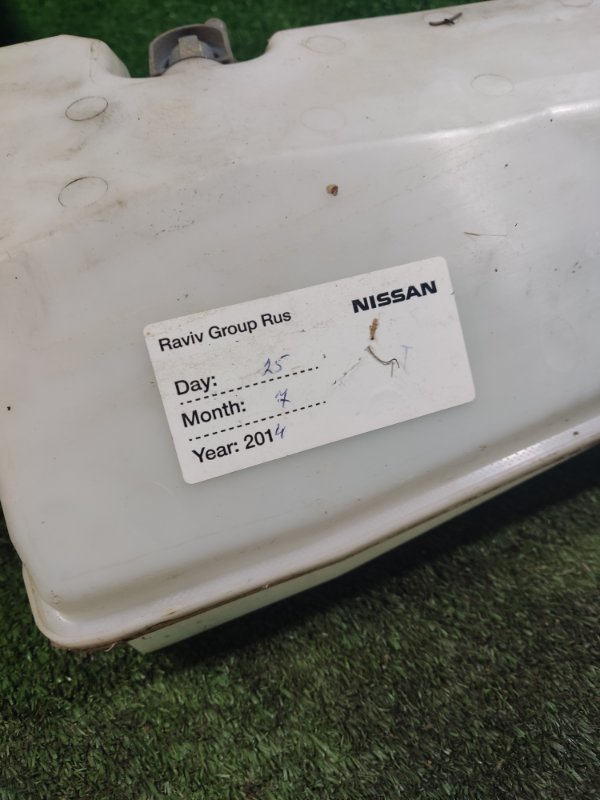 Raviv Group Rus NISSAN
Day: 25
Month: 7
Year: 2014